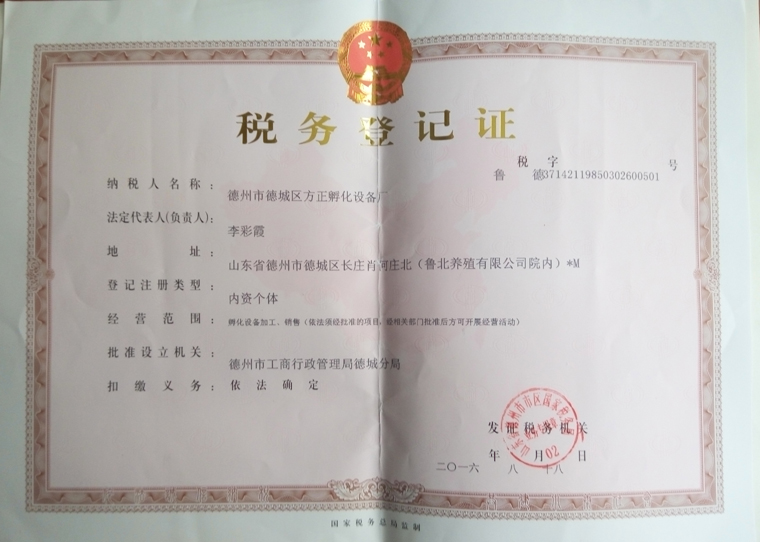 税务登记证
税 字 号
鲁 德37142119850302600501
纳税人名称: 德州市德城区方正孵化设备厂
法定代表人(负责人): 李彩霞
地 址: 山东省德州市德城区长庄肖何庄北（鲁北养殖有限公司院内）*M
登记注册类型: 内资个体
经营范围: 孵化设备加工、销售（依法须经批准的项目，经相关部门批准后方可开展经营活动）
批准设立机关: 德州市工商行政管理局德城分局
扣缴义务: 依法确定
发证税务机关
年 月 日
二〇一六 八 十八
02
国家税务总局监制